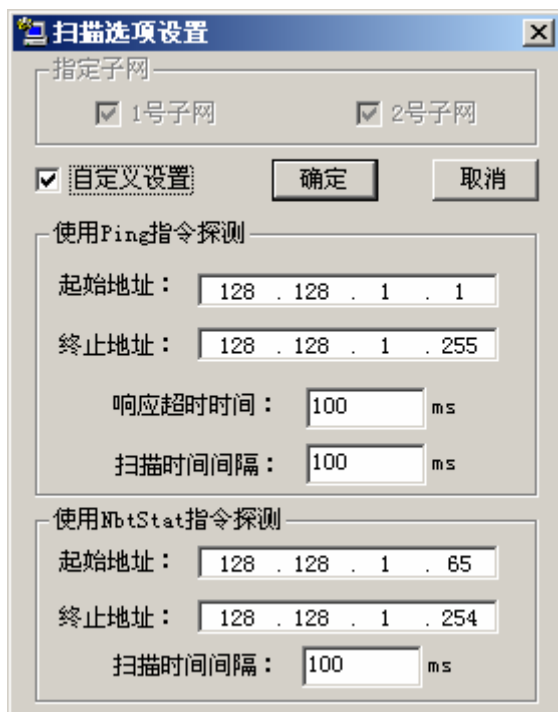 扫描选项设置
指定子网
1号子网 2号子网
自定义设置 确定 取消
使用Ping指令探测
起始地址： 128 . 128 . 1 . 1
终止地址： 128 . 128 . 1 . 255
响应超时时间： 100 ms
扫描时间间隔： 100 ms
使用NbtStat指令探测
起始地址： 128 . 128 . 1 . 65
终止地址： 128 . 128 . 1 . 254
扫描时间间隔： 100 ms